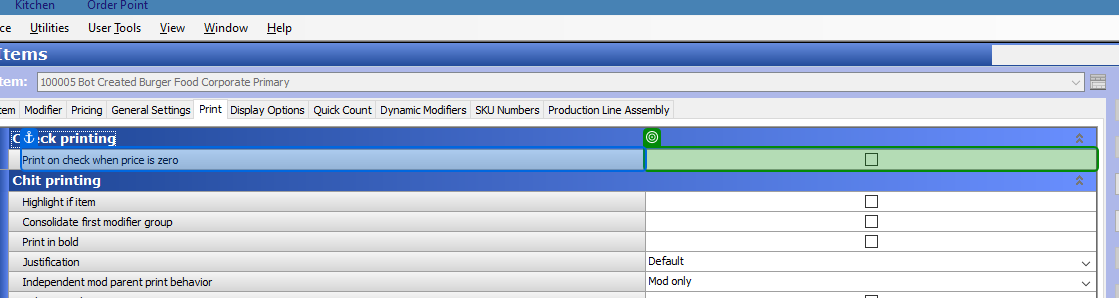 Kitchen Order Point
ce Utilities User Tools View Window Help
Items
tem: 100005 Bot Created Burger Food Corporate Primary
tem Modifier Pricing General Settings Print Display Options Quick Count Dynamic Modifiers SKU Numbers Production Line Assembly
Check printing
Print on check when price is zero
Chit printing
Highlight if item
Consolidate first modifier group
Print in bold
Justification Default
Independent mod parent print behavior Mod only